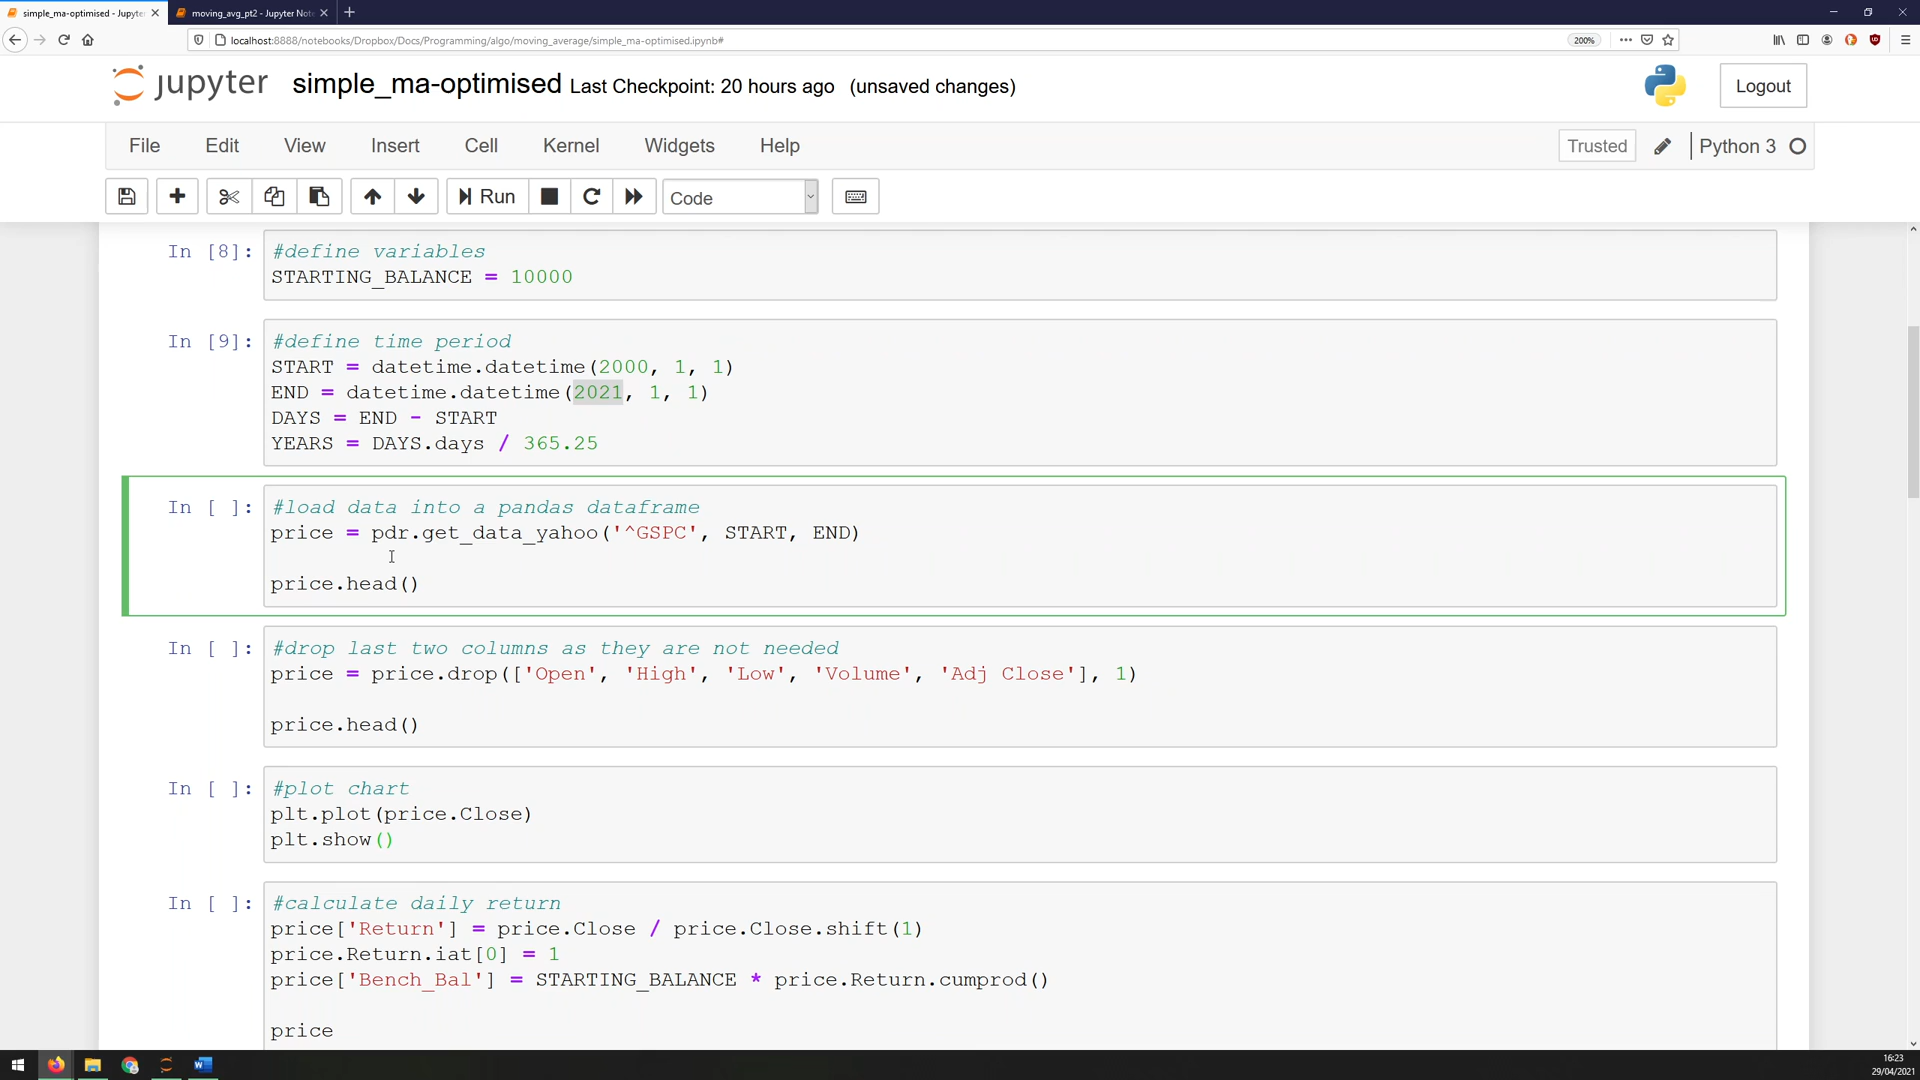 simple_ma-optimised - Jupyter
moving_avg_pt2 - Jupyter Not
localhost:8888/notebooks/Dropbox/Docs/Programming/algo/moving_average/simple_ma-optimised.ipynb#
200%
jupyter simple_ma-optimised Last Checkpoint: 20 hours ago (unsaved changes)
Logout
File Edit View Insert Cell Kernel Widgets Help
Trusted
Python 3
Run
Code
In [8]:
#define variables
STARTING_BALANCE = 10000
In [9]:
#define time period
START = datetime.datetime(2000, 1, 1)
END = datetime.datetime(2021, 1, 1)
DAYS = END - START
YEARS = DAYS.days / 365.25
In [ ]:
#load data into a pandas dataframe
price = pdr.get_data_yahoo('^GSPC', START, END)
price.head()
In [ ]:
#drop last two columns as they are not needed
price = price.drop(['Open', 'High', 'Low', 'Volume', 'Adj Close'], 1)
price.head()
In [ ]:
#plot chart
plt.plot(price.Close)
plt.show()
In [ ]:
#calculate daily return
price['Return'] = price.Close / price.Close.shift(1)
price.Return.iat[0] = 1
price['Bench_Bal'] = STARTING_BALANCE * price.Return.cumprod()
price
16:23
29/04/2021